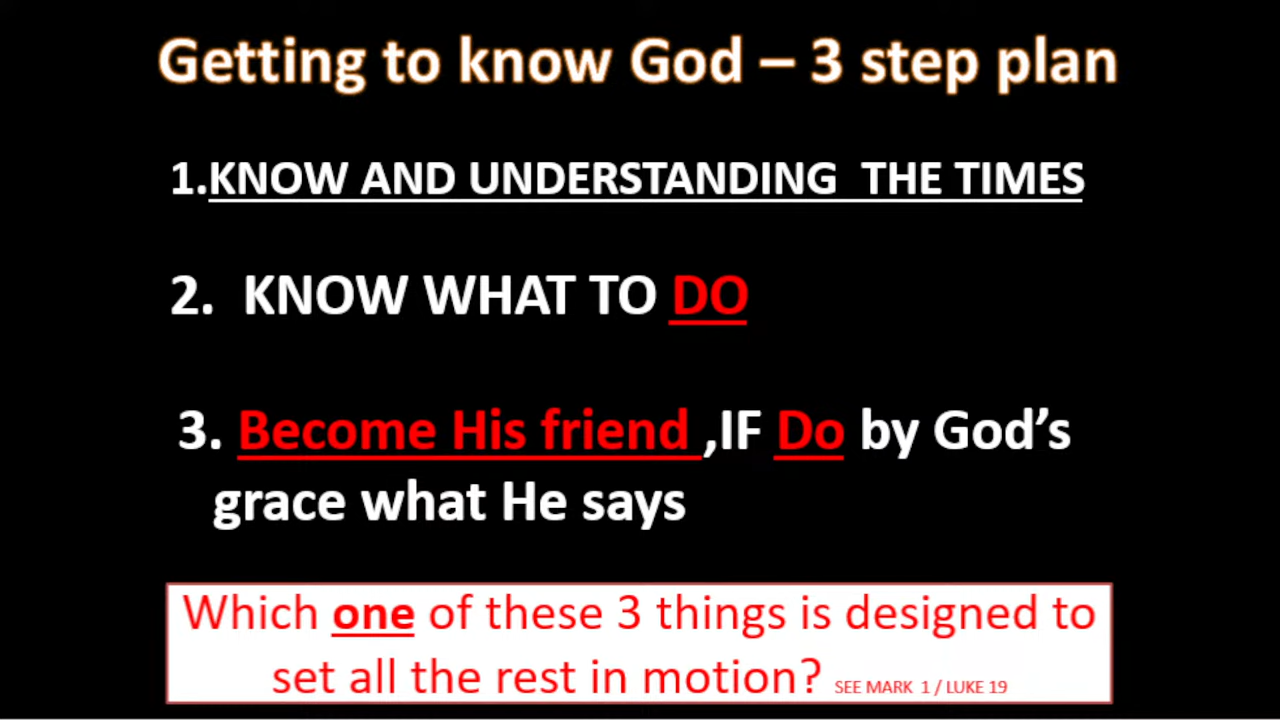 Getting to know God – 3 step plan
1.KNOW AND UNDERSTANDING  THE TIMES
2.  KNOW WHAT TO DO
3. Become His friend ,IF Do by God’s
grace what He says
Which one of these 3 things is designed to
set all the rest in motion? SEE MARK  1 / LUKE 19